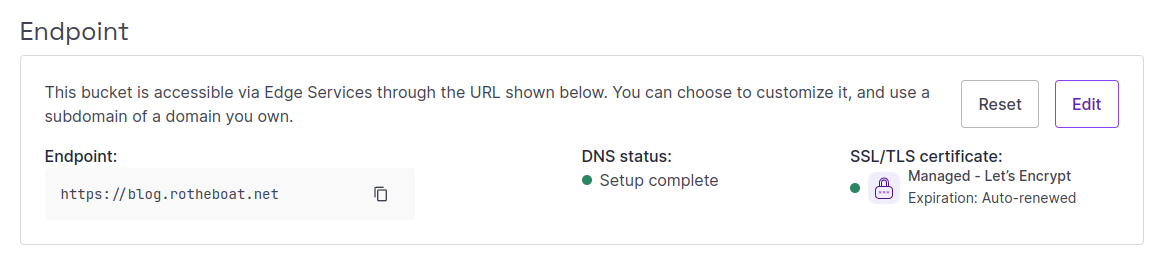 Endpoint
This bucket is accessible via Edge Services through the URL shown below. You can choose to customize it, and use a
subdomain of a domain you own.
Reset
Edit
Endpoint:
https://blog.rotheboat.net
DNS status:
Setup complete
SSL/TLS certificate:
Managed - Let’s Encrypt
Expiration: Auto-renewed